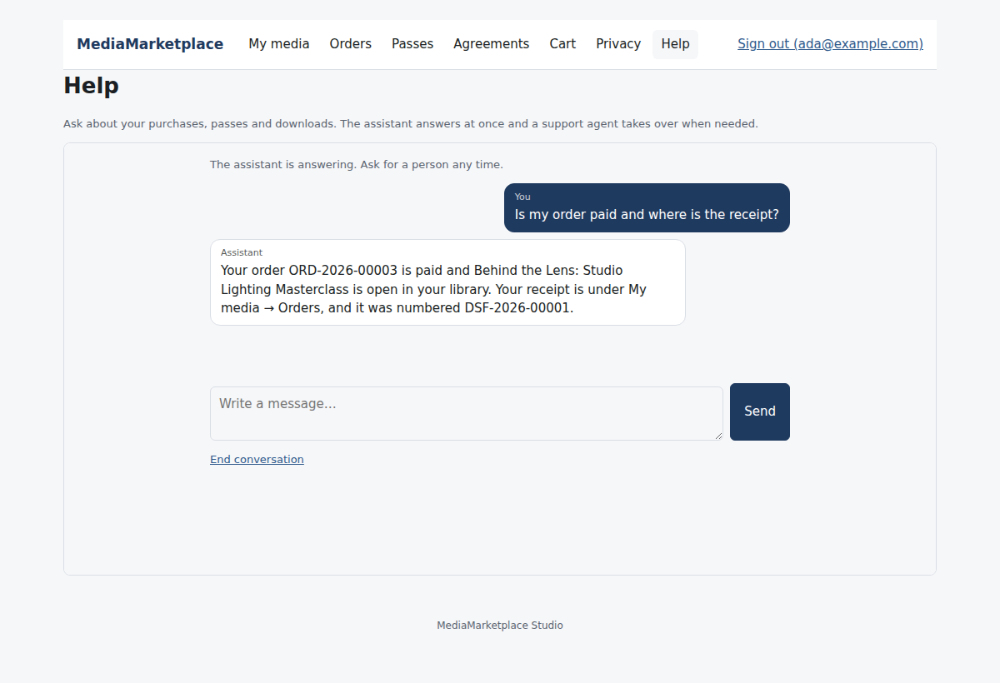 MediaMarketplace My media Orders Passes Agreements Cart Privacy Help Sign out (ada@example.com)
Help
Ask about your purchases, passes and downloads. The assistant answers at once and a support agent takes over when needed.
The assistant is answering. Ask for a person any time.
You
Is my order paid and where is the receipt?
Assistant
Your order ORD-2026-00003 is paid and Behind the Lens: Studio
Lighting Masterclass is open in your library. Your receipt is under My
media → Orders, and it was numbered DSF-2026-00001.
Write a message…
Send
End conversation
MediaMarketplace Studio